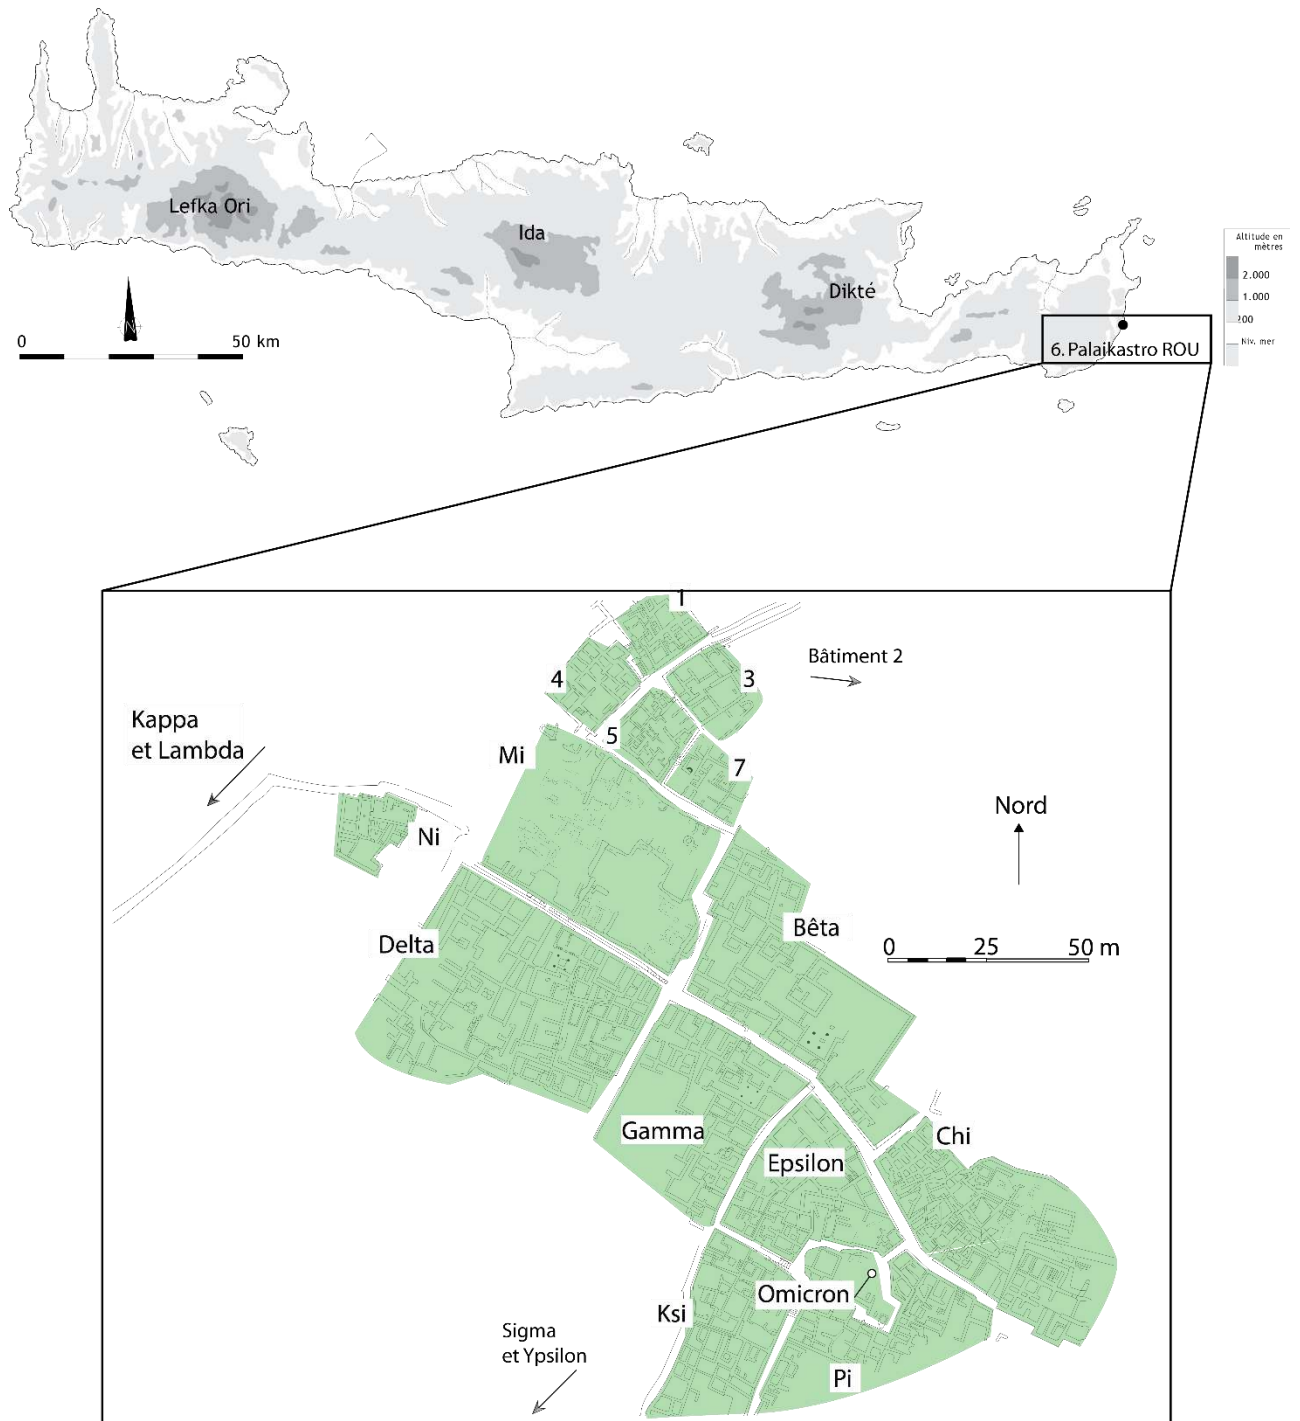 Lefka Ori
Ida
Dikté
Altitude en
mètres
2.000
1.000
200
Niv. mer
N
0
50 km
6. Palaikastro ROU
1
Bâtiment 2
4
3
Kappa
et Lambda
5
Mi
7
Nord
Ni
Bêta
Delta
0
25
50 m
Gamma
Chi
Epsilon
Omicron
Ksi
Sigma
et Ypsilon
Pi